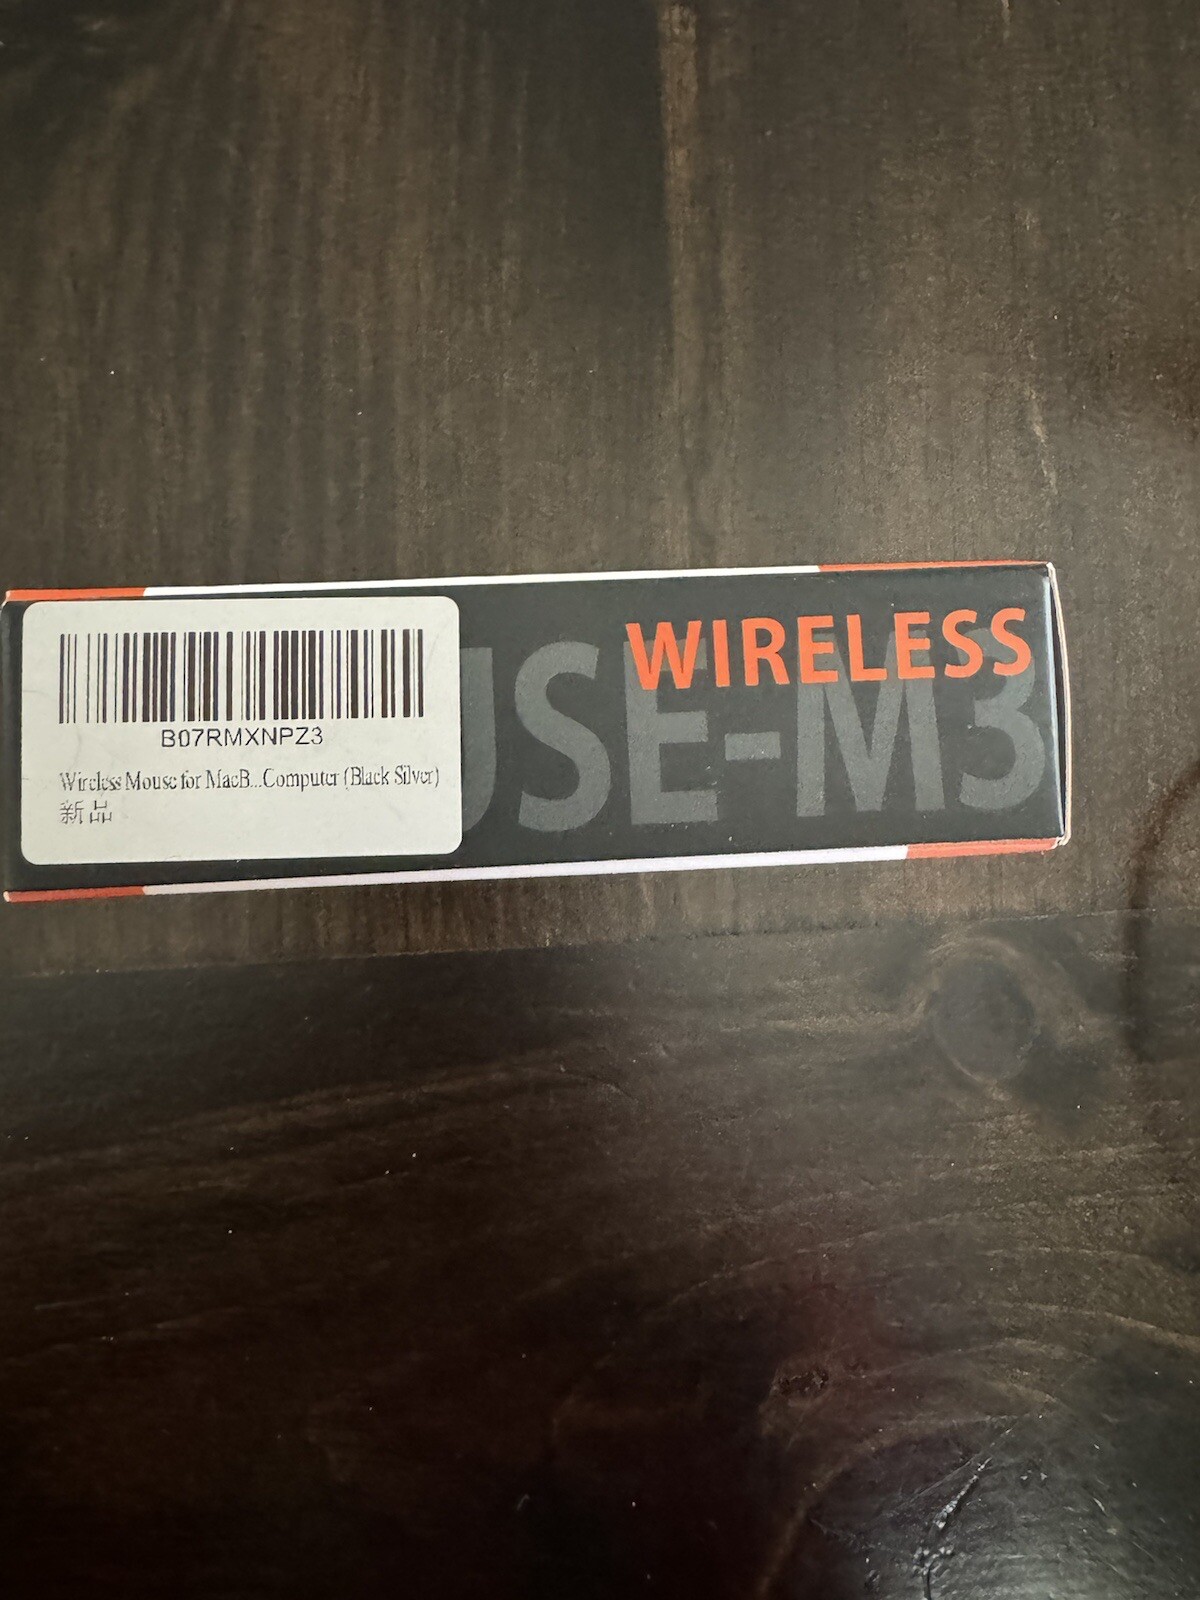 B07RMXNPZ3
Wireless Mouse for MacB...Computer (Black Silver)
新品
WIRELESS
USE-M3